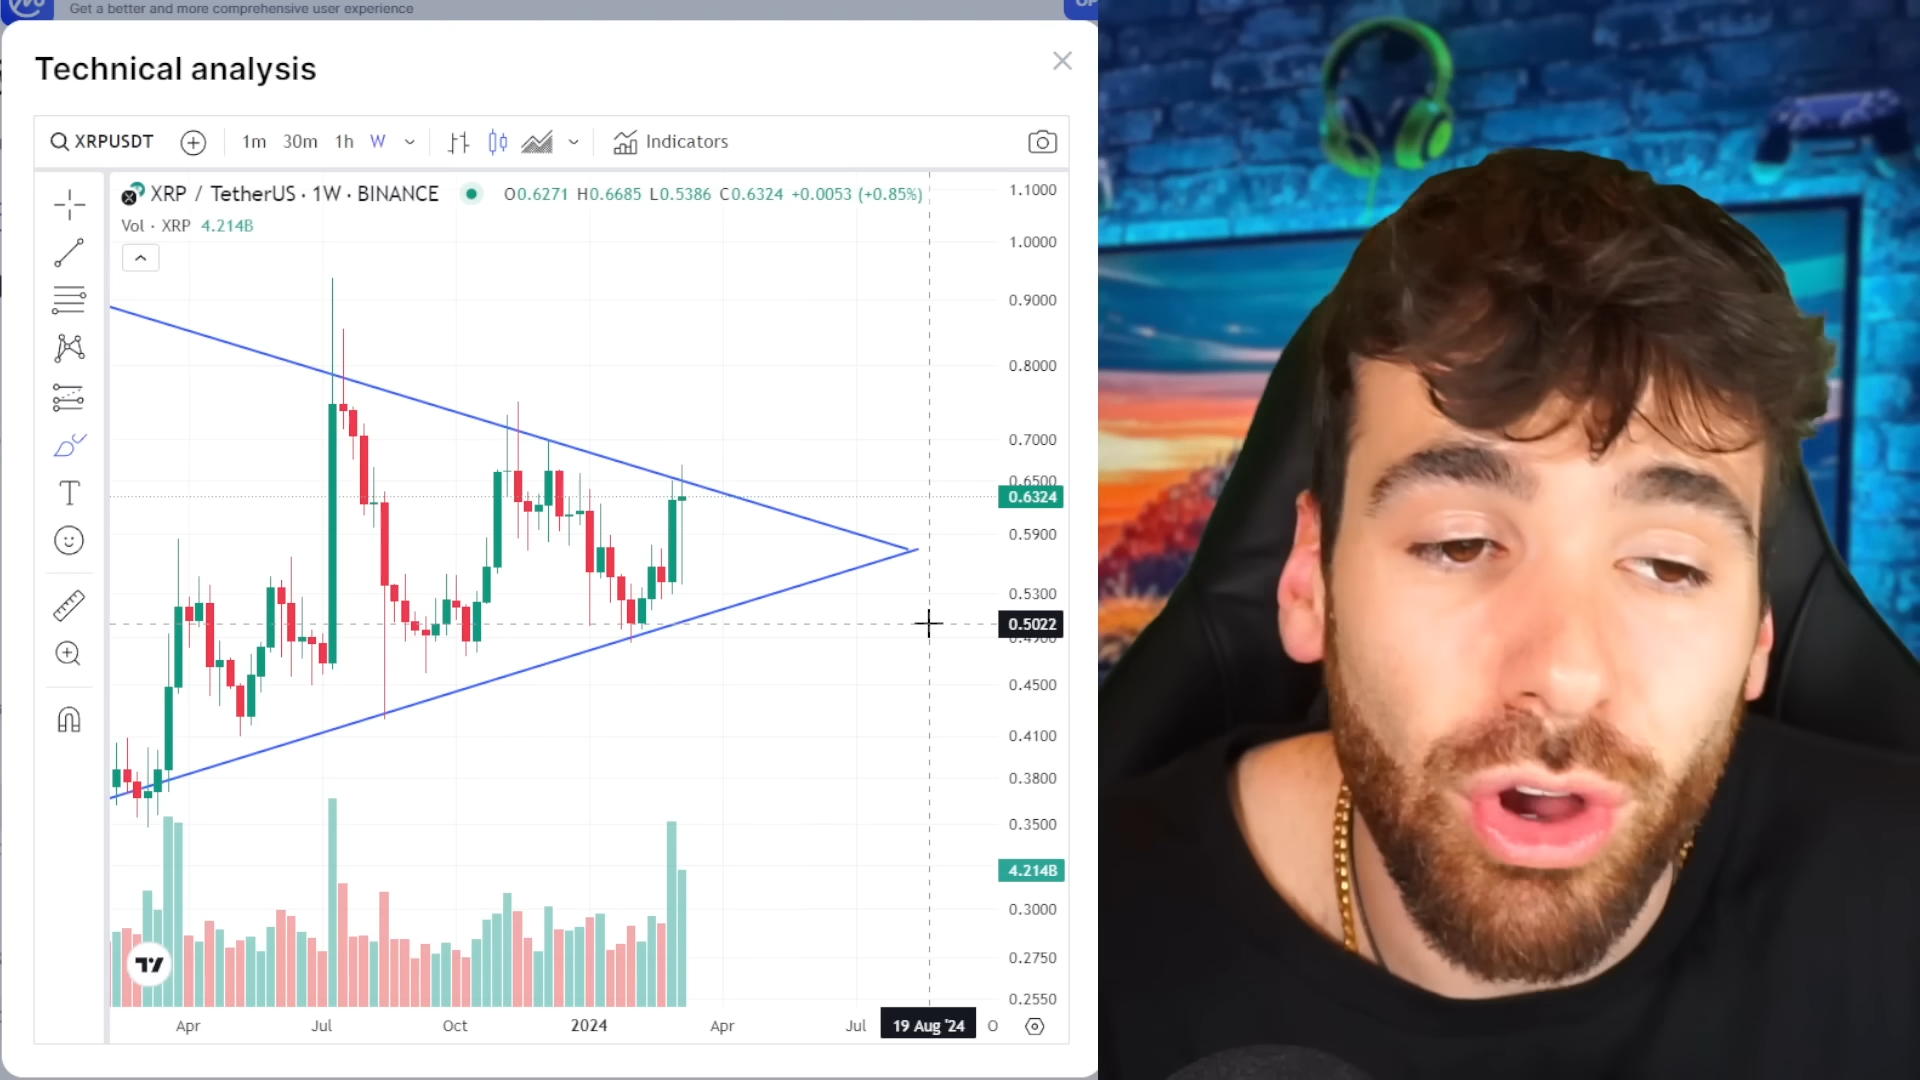 Get a better and more comprehensive user experience
Technical analysis
XRPUSDT 1m 30m 1h W Indicators
XRP / TetherUS · 1W · BINANCE O0.6271 H0.6685 L0.5386 C0.6324 +0.0053 (+0.85%)
Vol · XRP 4.214B
1.1000
1.0000
0.9000
0.8000
0.7000
0.6500
0.6324
0.5900
0.5300
0.5022
0.4900
0.4500
0.4100
0.3800
0.3500
4.214B
0.3000
0.2750
0.2550
Apr Jul Oct 2024 Apr Jul 19 Aug '24 O